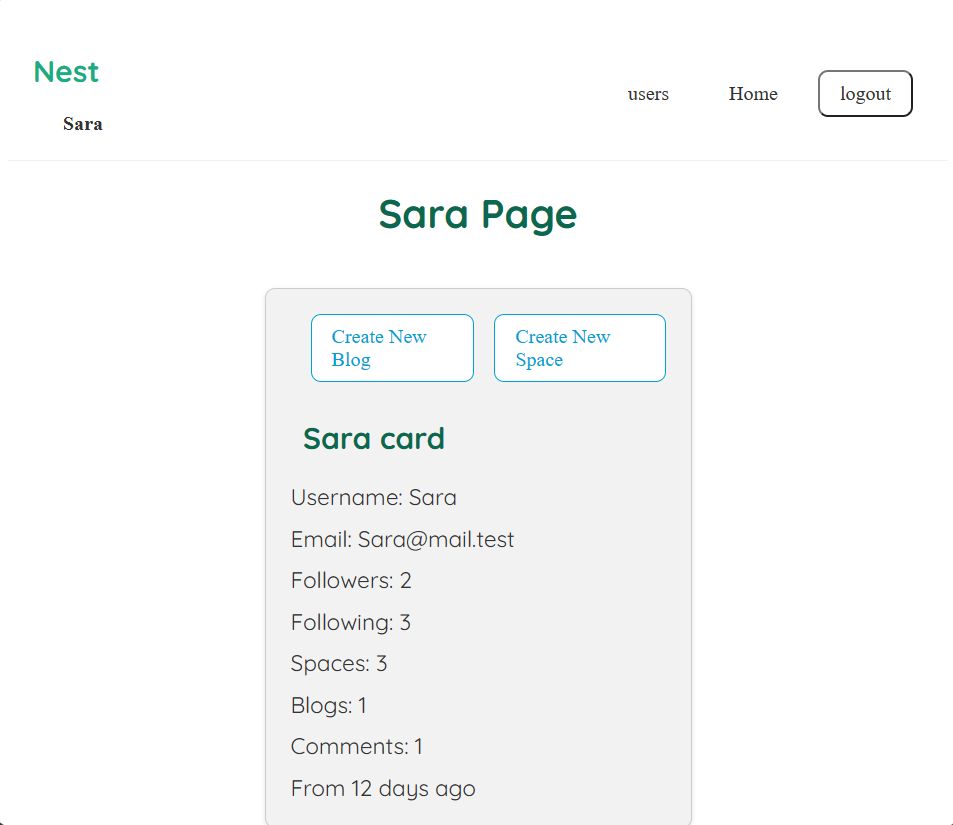 Nest
Sara
users
Home
logout
Sara Page
Create New
Blog
Create New
Space
Sara card
Username: Sara
Email: Sara@mail.test
Followers: 2
Following: 3
Spaces: 3
Blogs: 1
Comments: 1
From 12 days ago